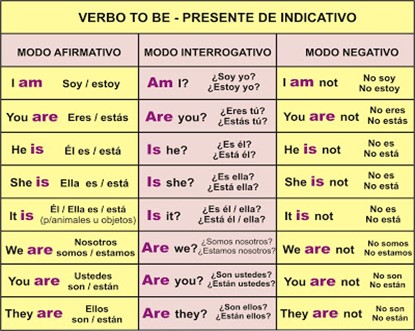 VERBO TO BE - PRESENTE DE INDICATIVO
MODO AFIRMATIVO MODO INTERROGATIVO MODO NEGATIVO
I am Soy / estoy Am I? ¿Soy yo? ¿Estoy yo? I am not No soy No estoy
You are Eres / estás Are you? ¿Eres tú? ¿Estás tú? You are not No eres No estás
He is Él es / está Is he? ¿Es él? ¿Está él? He is not No es No está
She is Ella es / está Is she? ¿Es ella? ¿Está ella? She is not No es No está
It is Él / Ella es / está (p/animales u objetos) Is it? ¿Es él / ella? ¿Está él / ella? It is not No es No está
We are Nosotros somos / estamos Are we? ¿Somos nosotros? ¿Estamos nosotros? We are not No somos No estamos
You are Ustedes son / están Are you? ¿Son ustedes? ¿Están ustedes? You are not No son No están
They are Ellos son / están Are they? ¿Son ellos? ¿Están ellos? They are not No son No están